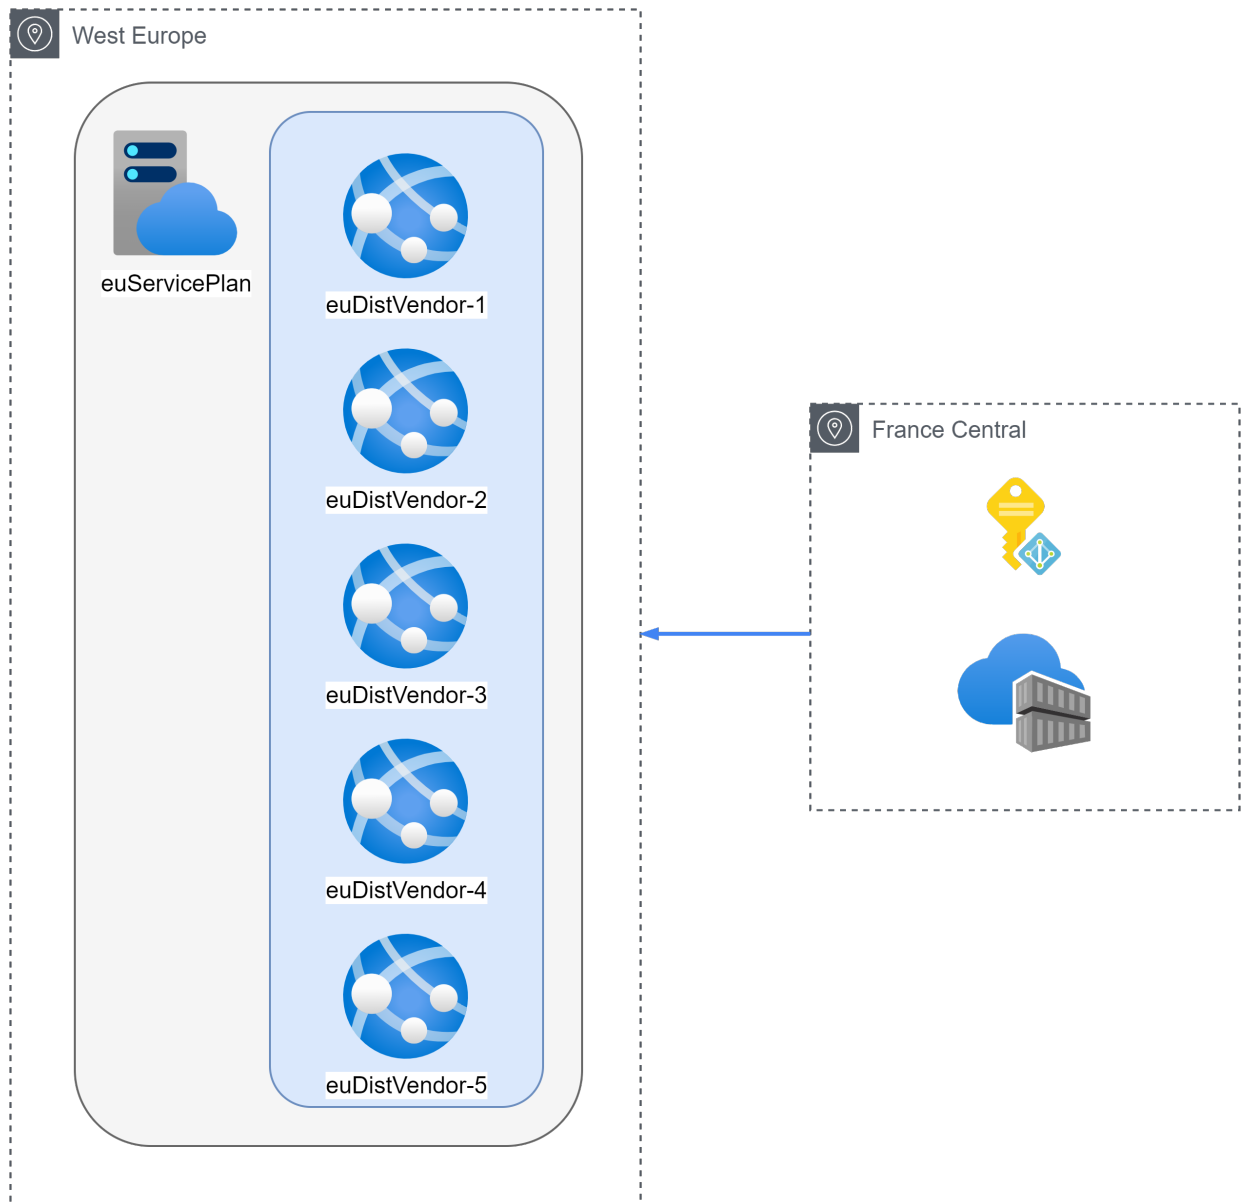 West Europe
euServicePlan
euDistVendor-1
euDistVendor-2
euDistVendor-3
euDistVendor-4
euDistVendor-5
France Central